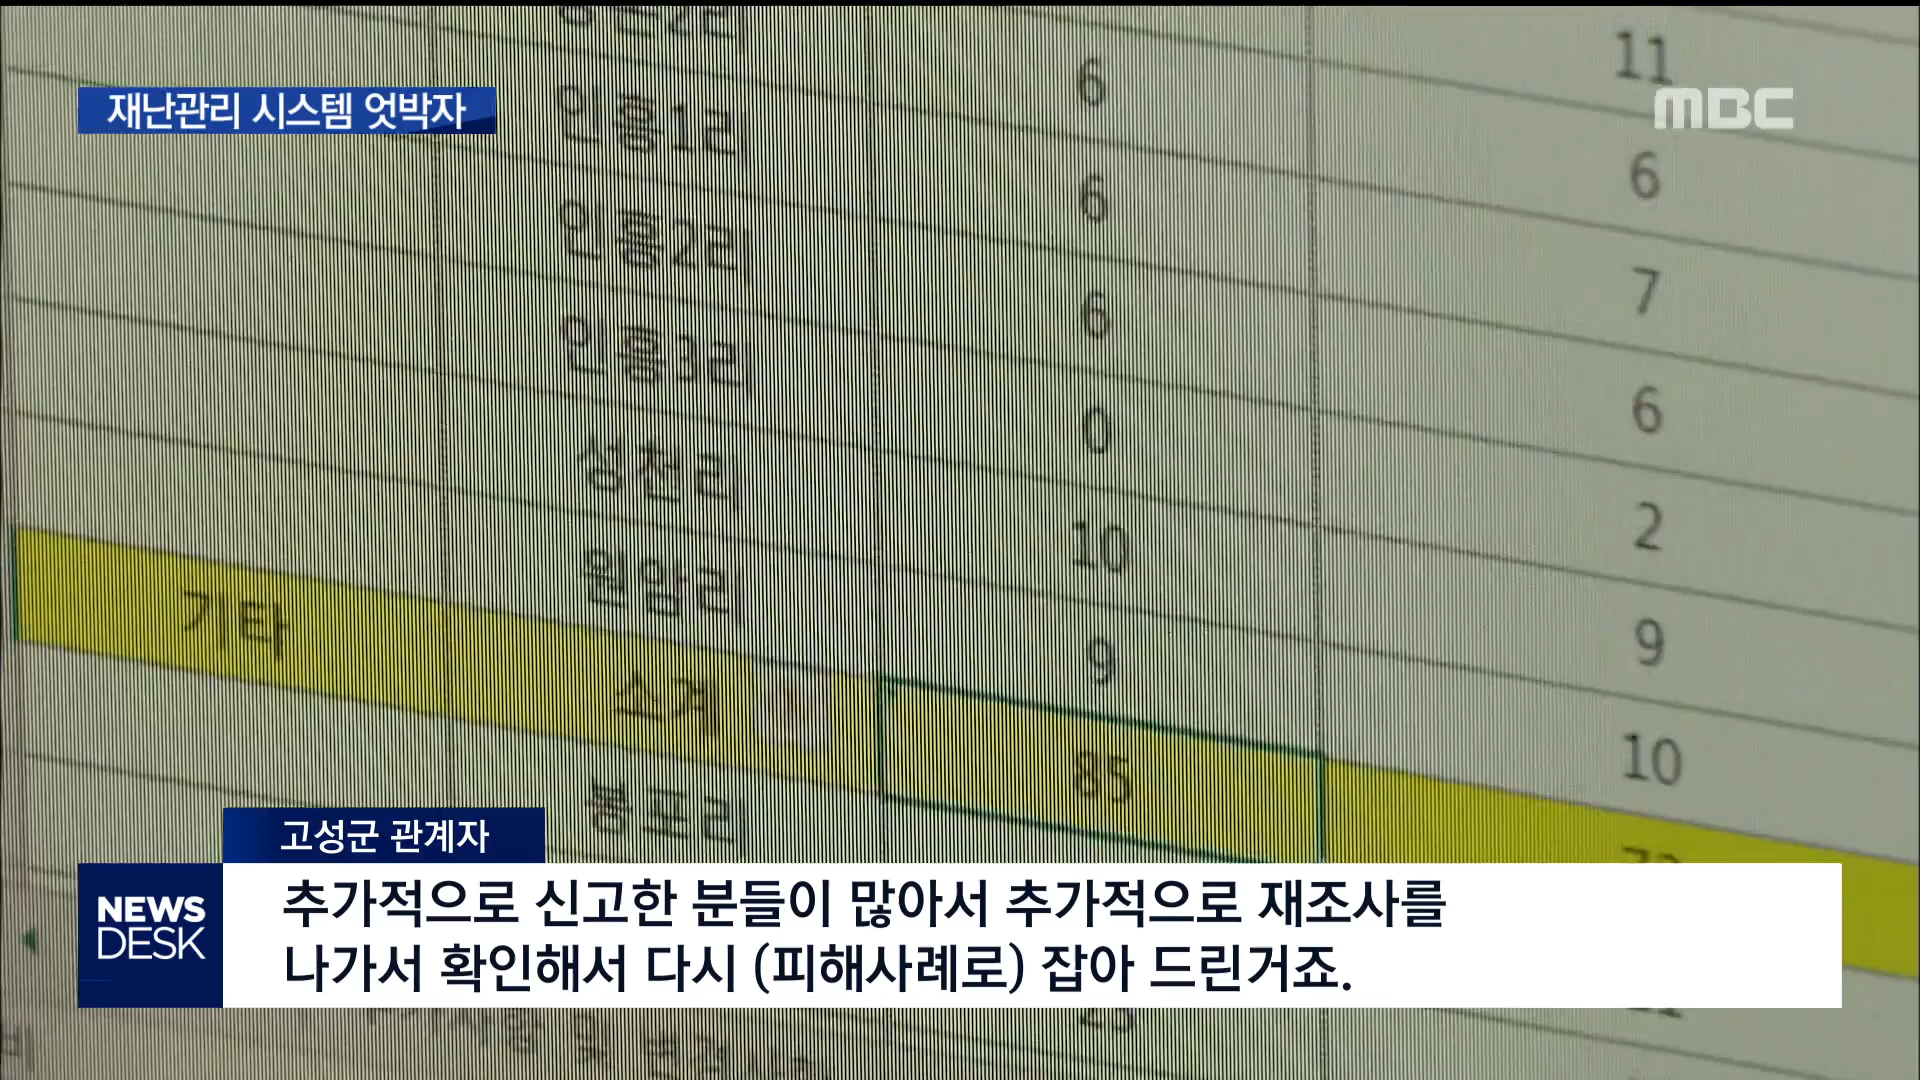 11
재난관리 시스템 엇박자
MBC
6
인흥1리
6
6
인흥2리
7
6
인흥3리
6
0
성천리
2
10
원암리
9
9
기타
소계
10
85
봉포리
고성군 관계자
NEWS
DESK
추가적으로 신고한 분들이 많아서 추가적으로 재조사를
나가서 확인해서 다시 (피해사례로) 잡아 드린거죠.